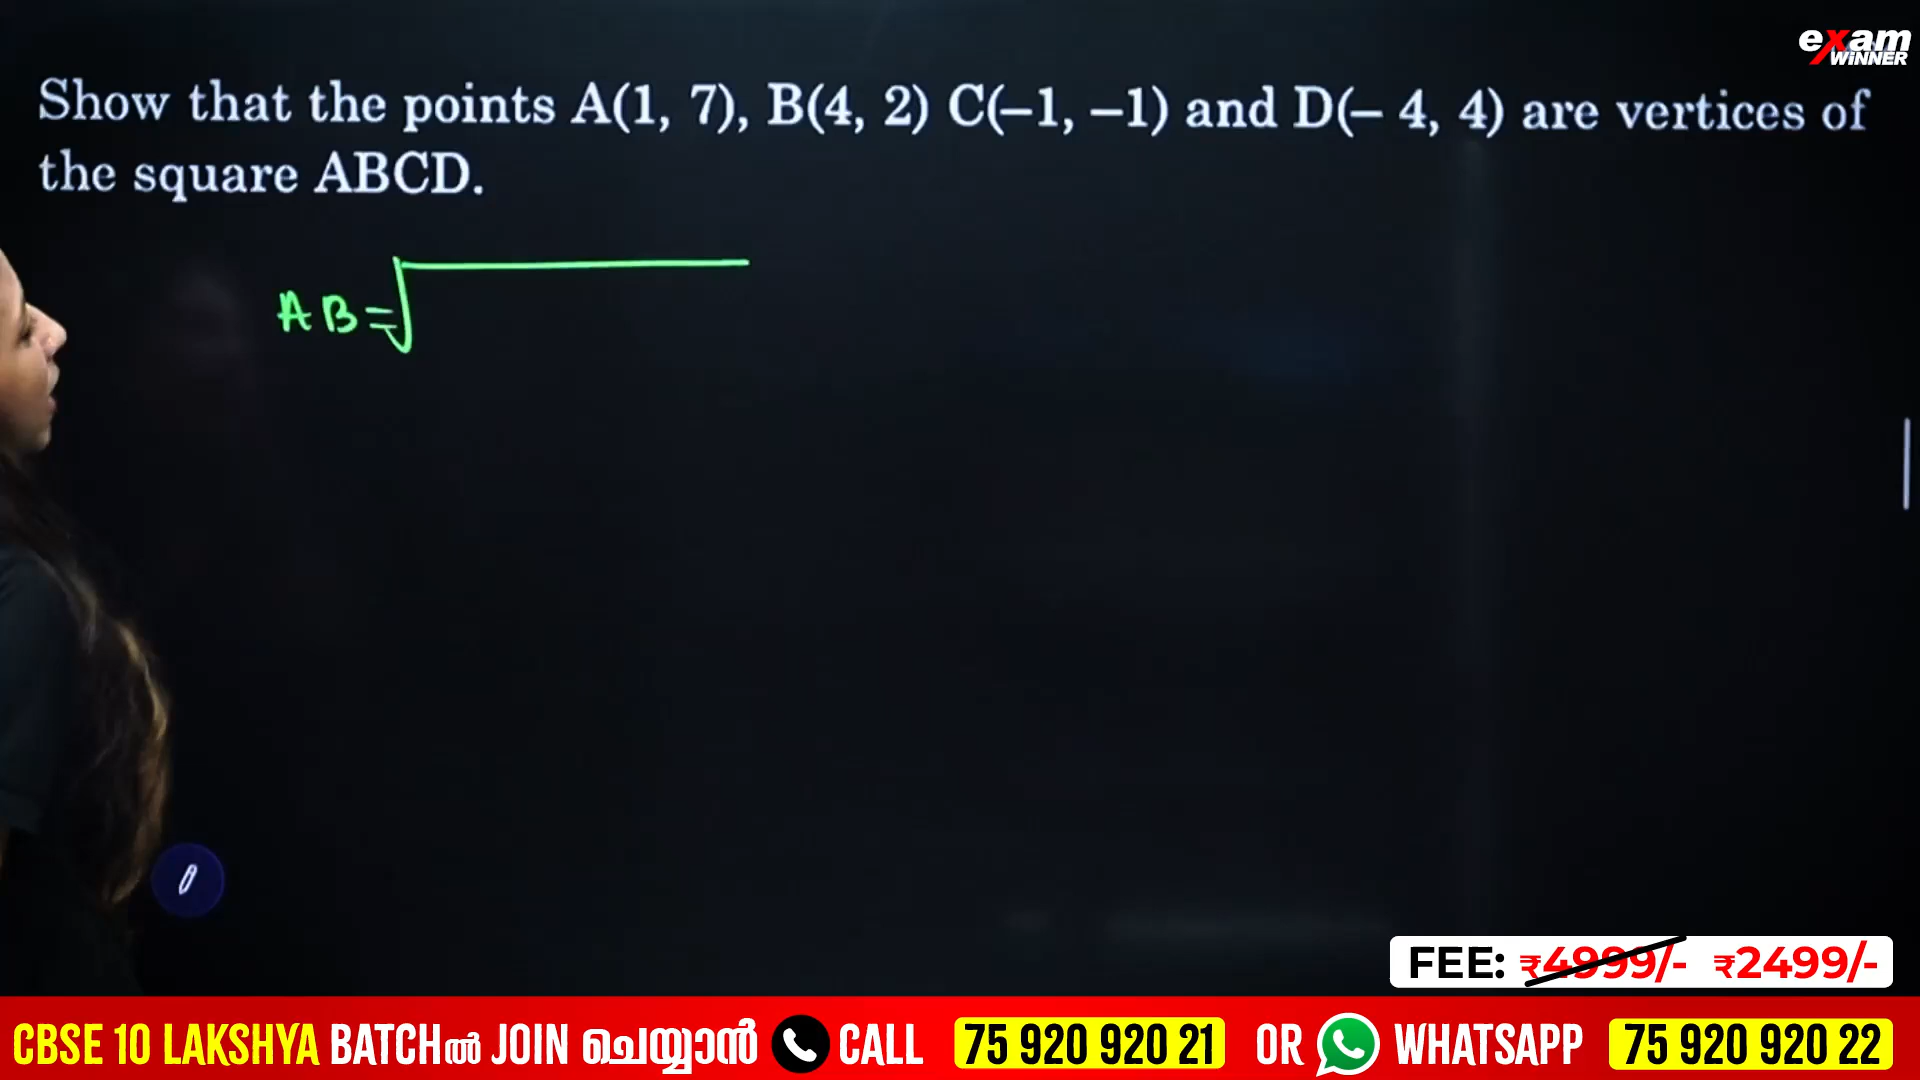 exam
WINNER
Show that the points A(1, 7), B(4, 2) C(–1, –1) and D(– 4, 4) are vertices of
the square ABCD.
AB=√
FEE: ₹4999/- ₹2499/-
CBSE 10 LAKSHYA BATCHൽ JOIN ചെയ്യാൻ CALL 75 920 920 21 OR WHATSAPP 75 920 920 22